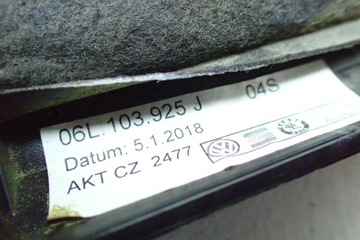 06L.103.925 J 04S
Datum: 5.1.2018
AKT CZ 2477